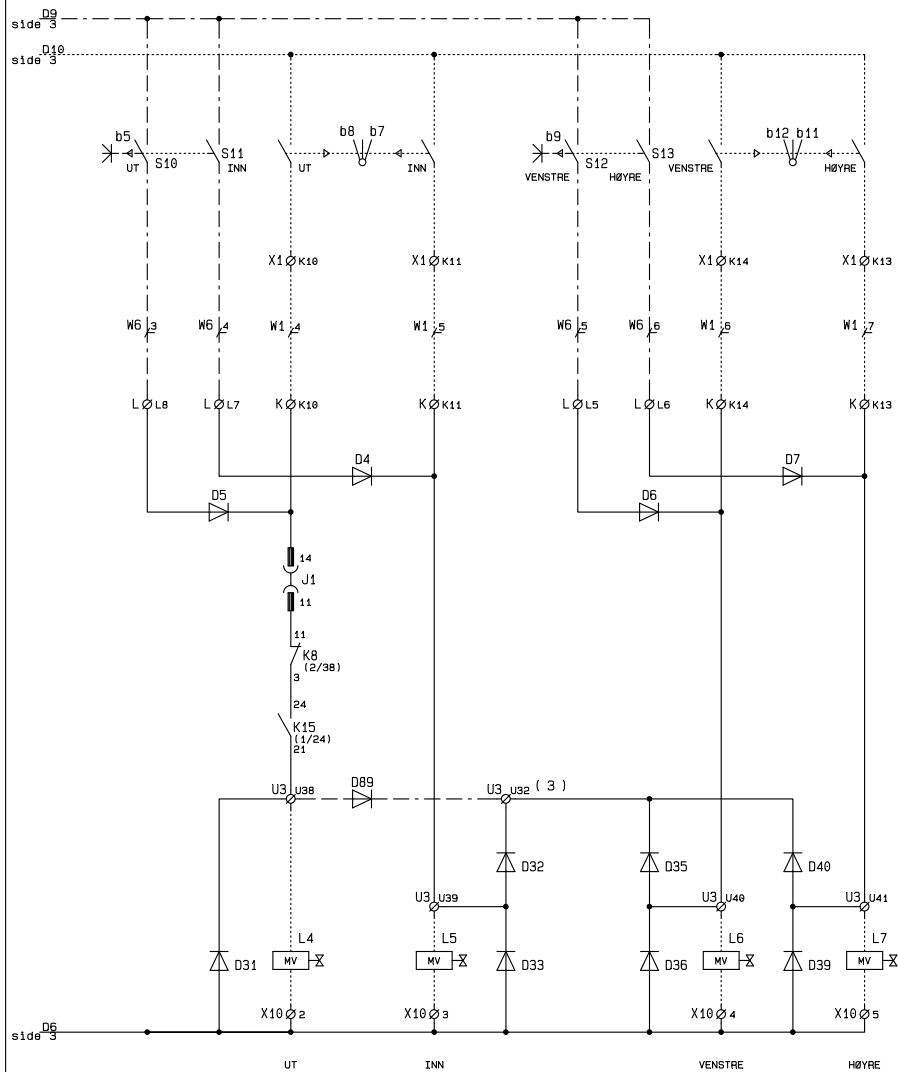 D9
side 3
D10
side 3
b5 b8 b7 b9 b12 b11
S10 S11 S12 S13
UT INN UT INN VENSTRE HØYRE VENSTRE HØYRE
X1 K10 X1 K11 X1 K14 X1 K13
W6 3 W6 4 W1 4 W1 5 W6 5 W6 6 W1 6 W1 7
L L8 L L7 K K10 K K11 L L5 L L6 K K14 K K13
D4 D7
D5 D6
14
J1
11
11
K8
(2/38)
3
24
K15
(1/24)
21
D89
U3 U38 U3 U32 ( 3 )
D32 D35 D40
U3 U39 U3 U40 U3 U41
L4 L5 L6 L7
D31 MV MV D33 D36 MV D39 MV
X10 2 X10 3 X10 4 X10 5
D6
side 3
UT INN VENSTRE HØYRE